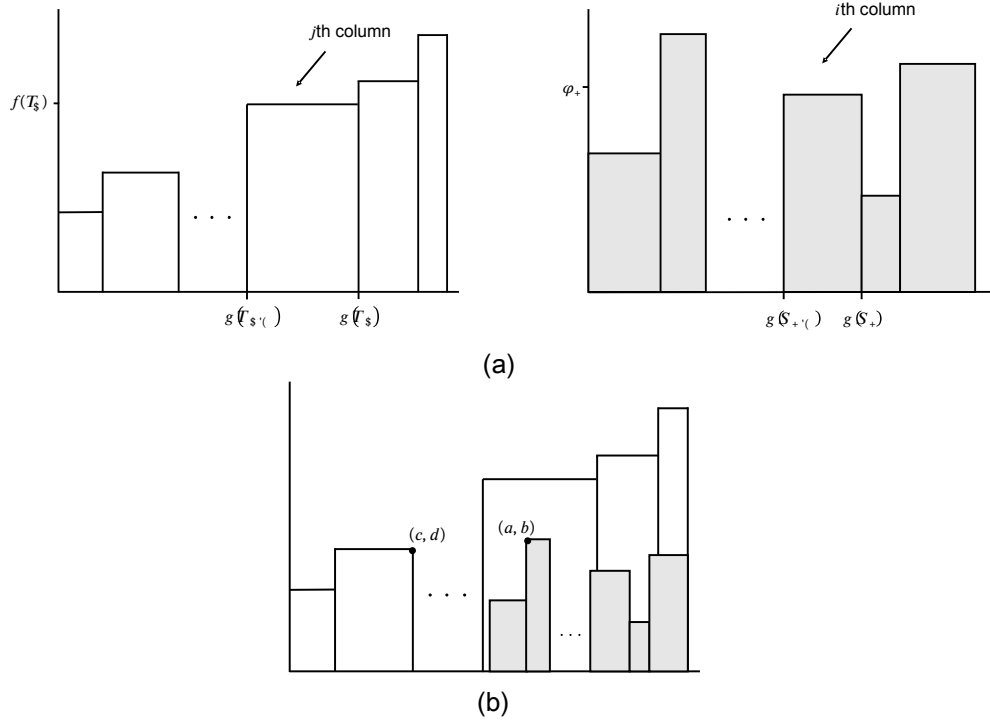 jth column
ith column
f(T$)
φ+
. . .
. . .
g(T$'() g(T$)
g(S+'() g(S+)
(a)
(c, d)
(a, b)
. . .
. . .
(b)